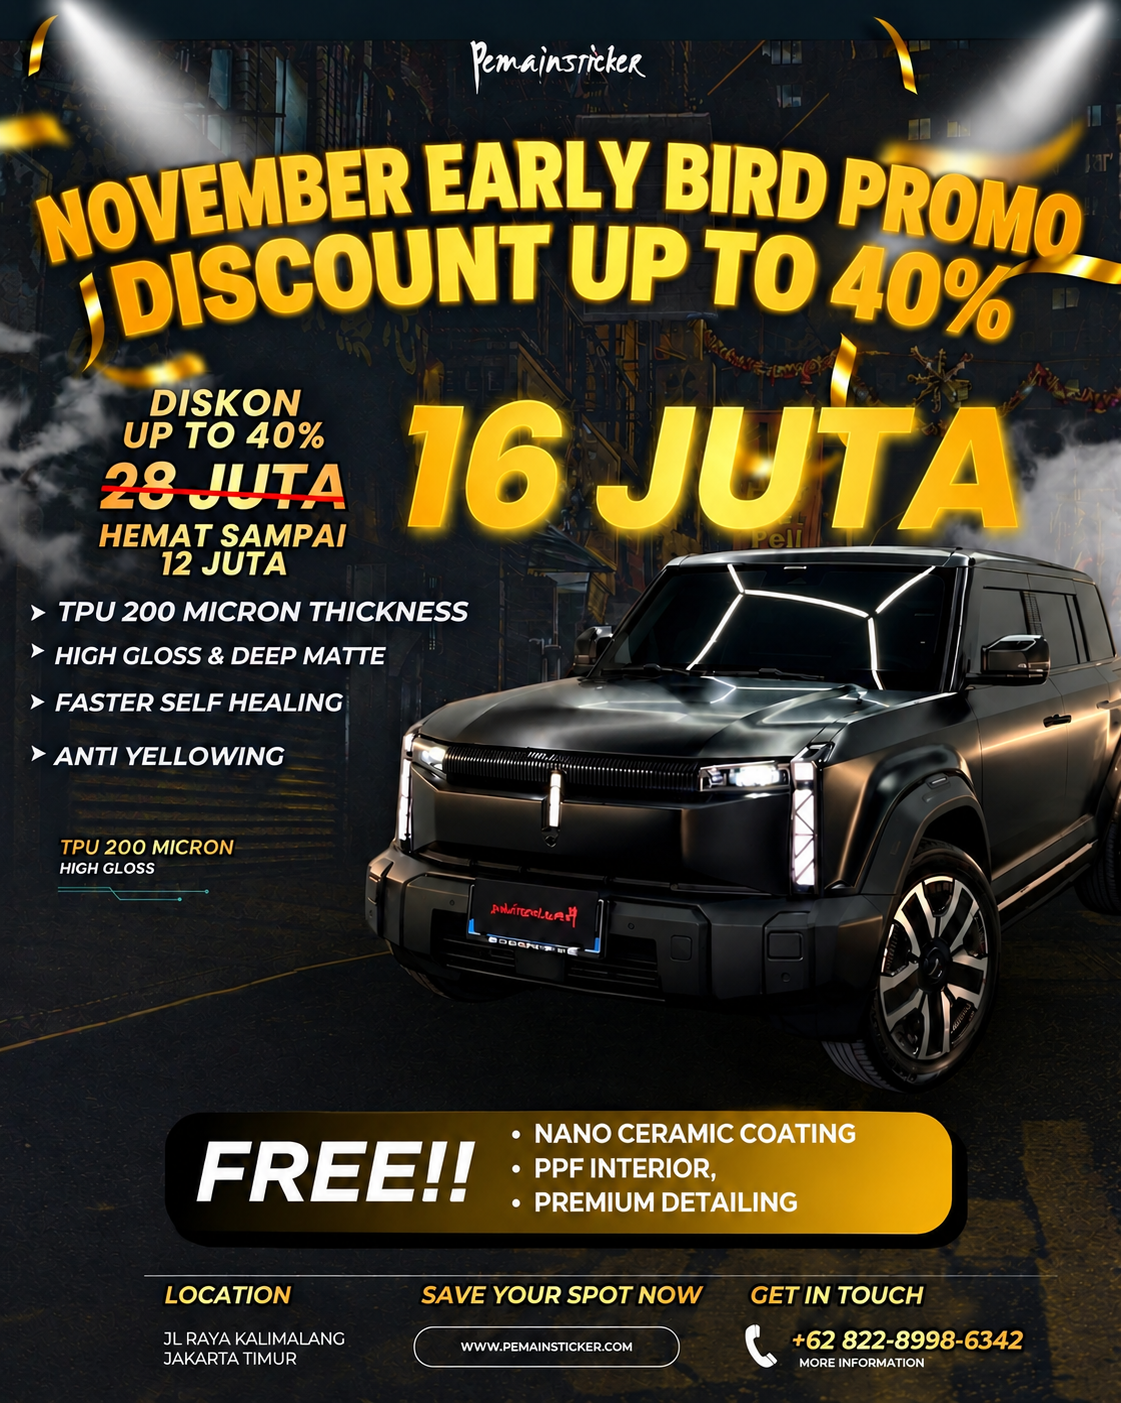 Pemainsticker
NOVEMBER EARLY BIRD PROMO
DISCOUNT UP TO 40%
DISKON
UP TO 40%
28 JUTA
HEMAT SAMPAI
12 JUTA
16 JUTA
TPU 200 MICRON THICKNESS
HIGH GLOSS & DEEP MATTE
FASTER SELF HEALING
ANTI YELLOWING
TPU 200 MICRON
HIGH GLOSS
FREE!!
• NANO CERAMIC COATING
• PPF INTERIOR,
• PREMIUM DETAILING
LOCATION
JL RAYA KALIMALANG
JAKARTA TIMUR
SAVE YOUR SPOT NOW
WWW.PEMAINSTICKER.COM
GET IN TOUCH
+62 822-8998-6342
MORE INFORMATION